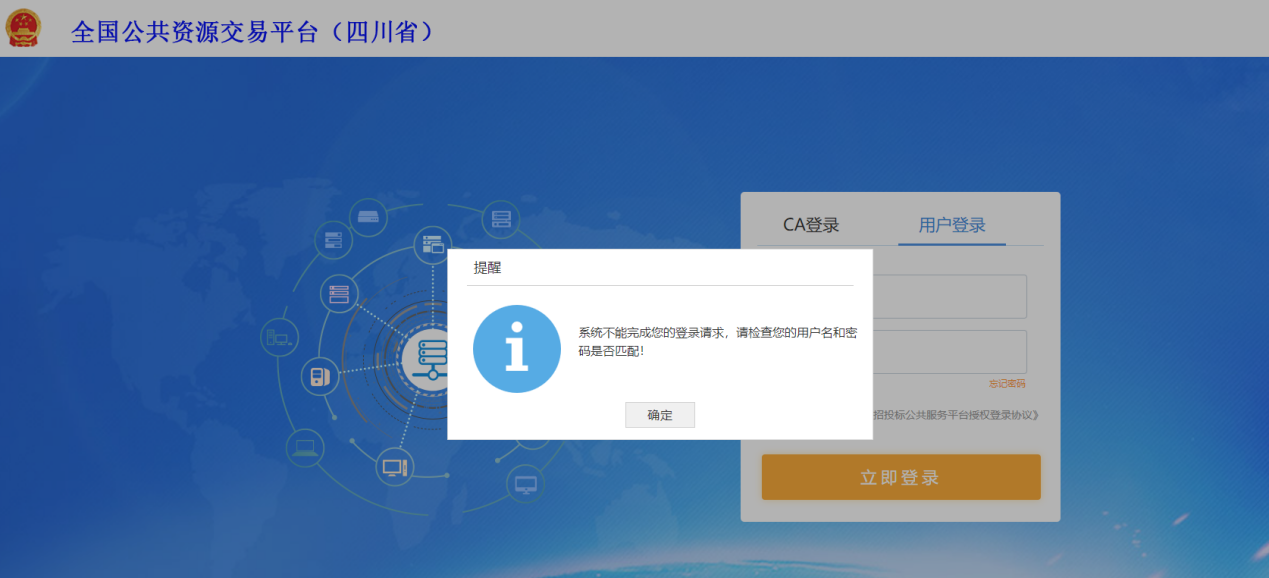 全国公共资源交易平台（四川省）
CA登录
用户登录
提醒
系统不能完成您的登录请求，请检查您的用户名和密
码是否匹配！
确定
忘记密码
招投标公共服务平台授权登录协议》
立即登录